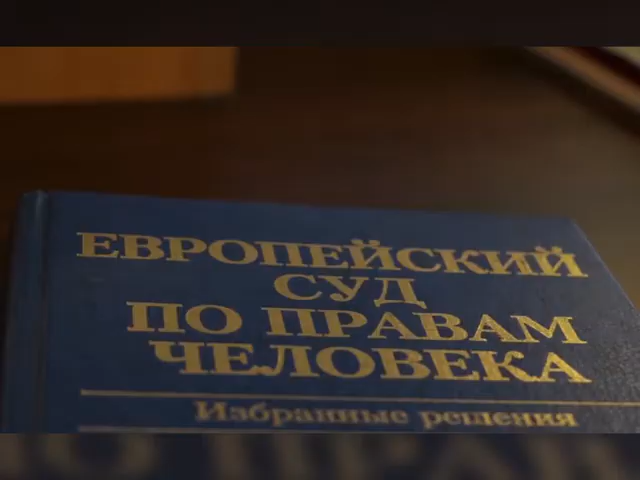 ЕВРОПЕЙСКИЙ
СУД
ПО ПРАВАМ
ЧЕЛОВЕКА
Избранные решения